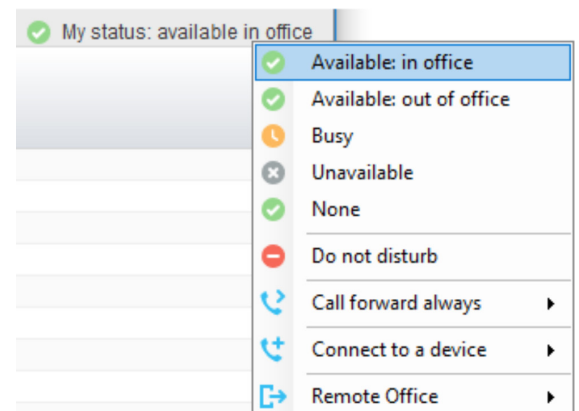 My status: available in office
Available: in office
Available: out of office
Busy
Unavailable
None
Do not disturb
Call forward always
Connect to a device
Remote Office